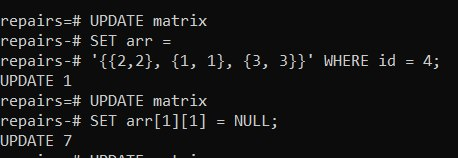 repairs=# UPDATE matrix
repairs-# SET arr =
repairs-# '{{2,2}, {1, 1}, {3, 3}}' WHERE id = 4;
UPDATE 1
repairs=# UPDATE matrix
repairs-# SET arr[1][1] = NULL;
UPDATE 7